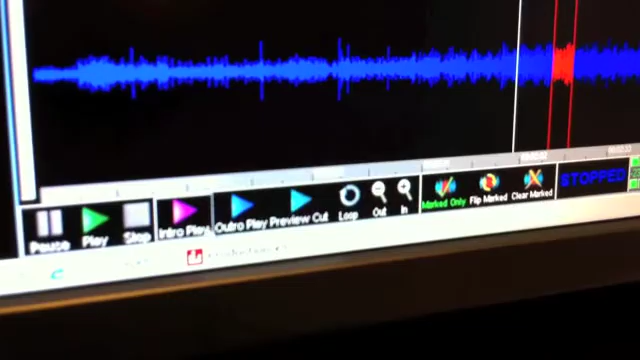 Pause Play Stop Intro Play Outro Play Preview Cut Loop Out In Marked Only Flip Marked Clear Marked STOPPED